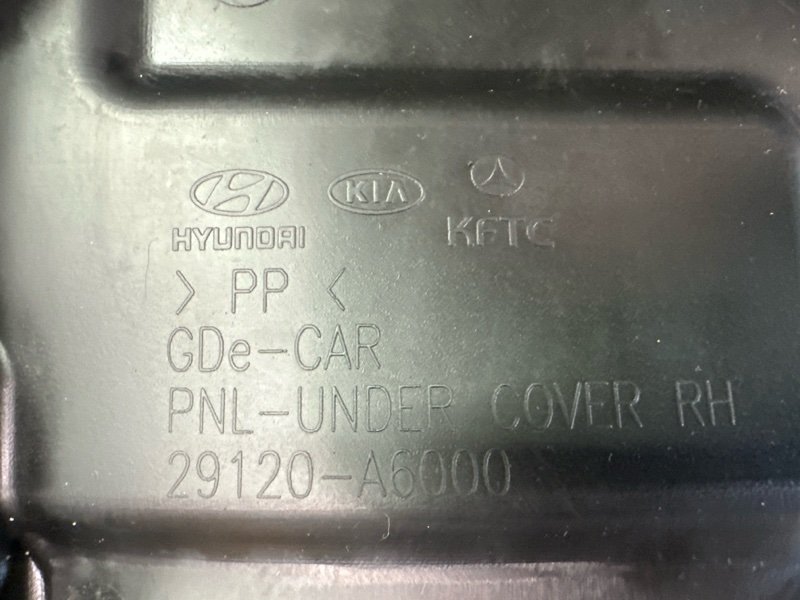 HYUNDAI KIA KFTC
> PP <
GDe-CAR
PNL-UNDER COVER RH
29120-A6000